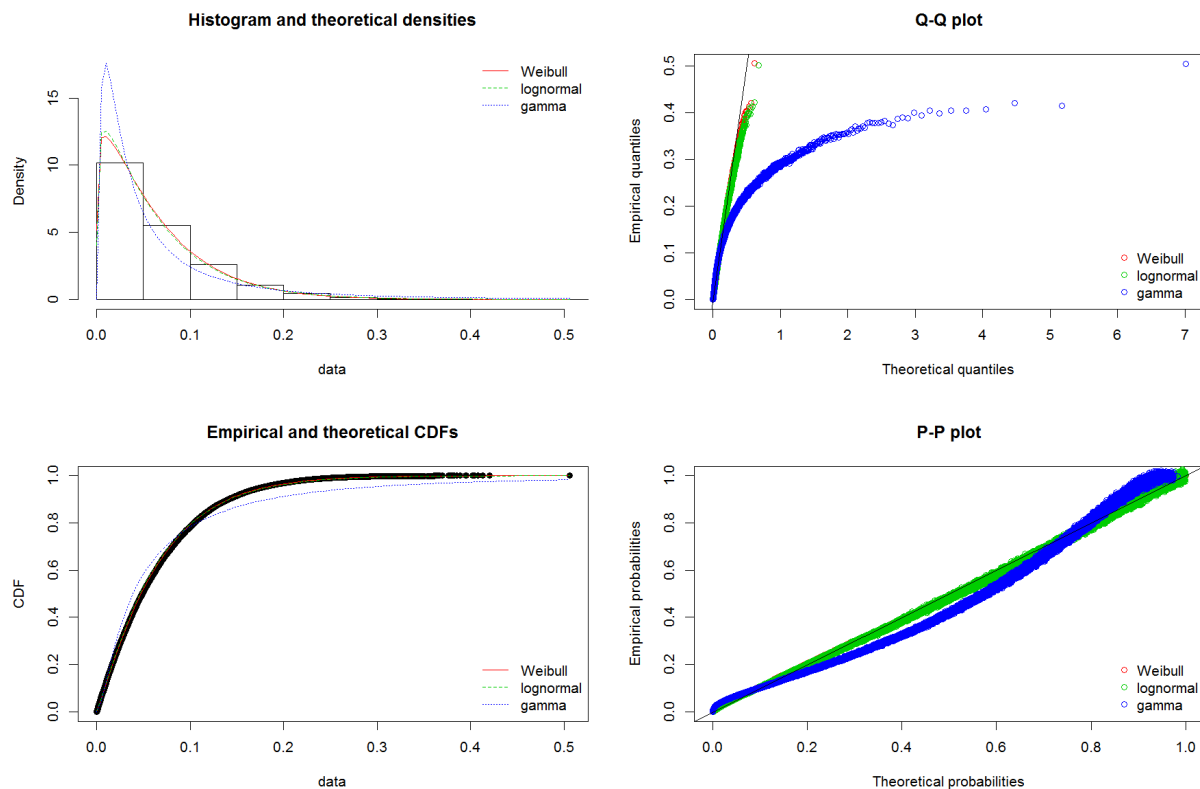 Histogram and theoretical densities
Density
15
10
5
0
Weibull
lognormal
gamma
0.0 0.1 0.2 0.3 0.4 0.5
data
Q-Q plot
Empirical quantiles
0.5
0.4
0.3
0.2
0.1
0.0
Weibull
lognormal
gamma
0 1 2 3 4 5 6 7
Theoretical quantiles
Empirical and theoretical CDFs
CDF
1.0
0.8
0.6
0.4
0.2
0.0
Weibull
lognormal
gamma
0.0 0.1 0.2 0.3 0.4 0.5
data
P-P plot
Empirical probabilities
1.0
0.8
0.6
0.4
0.2
0.0
Weibull
lognormal
gamma
0.0 0.2 0.4 0.6 0.8 1.0
Theoretical probabilities